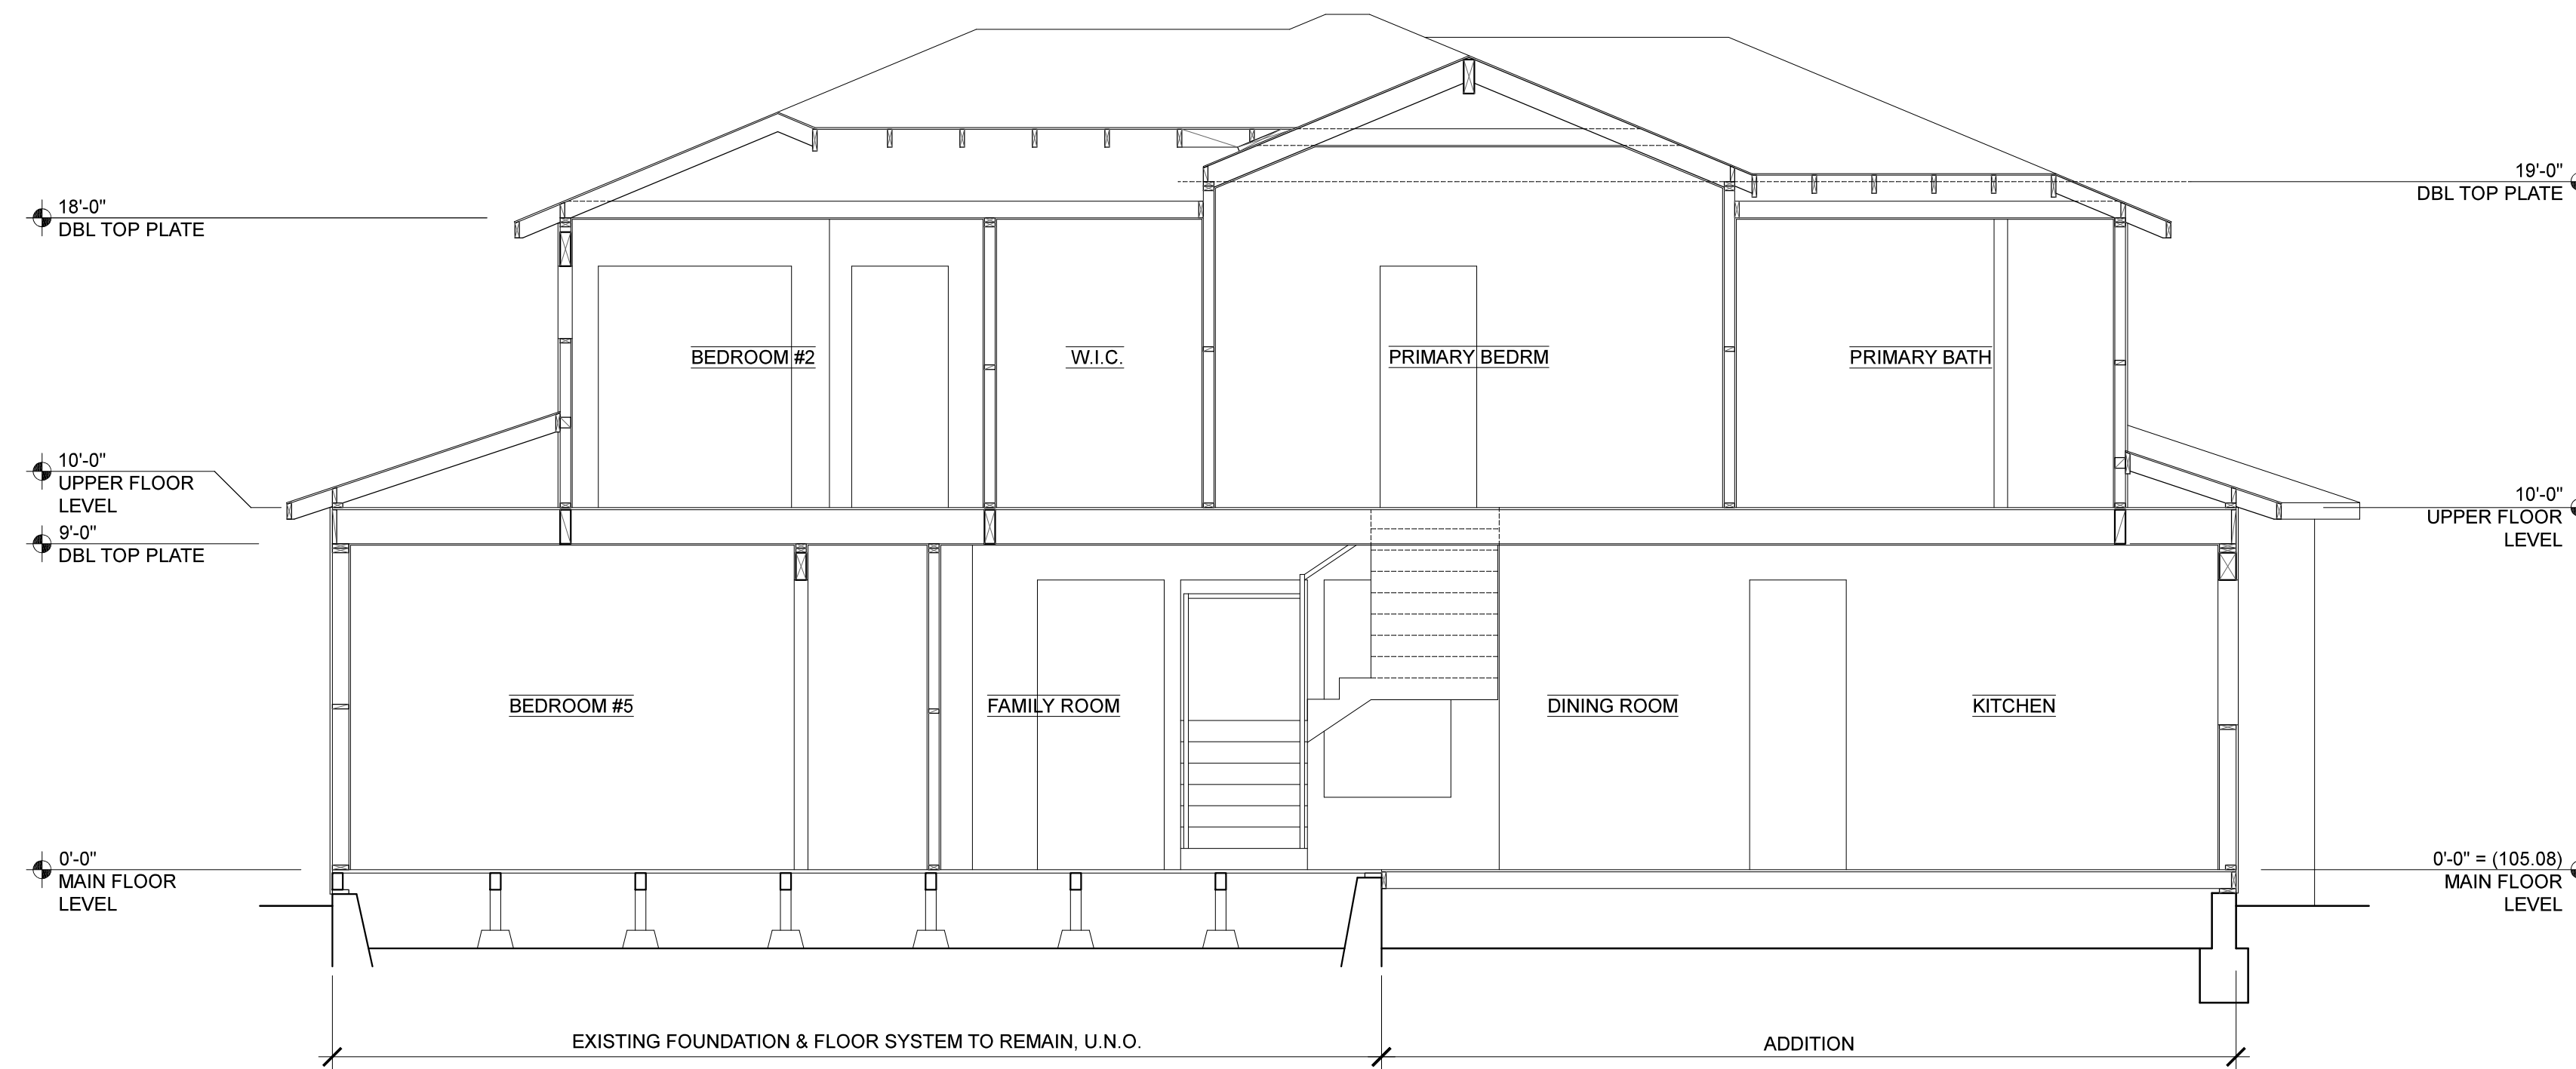 18'-0"
DBL TOP PLATE
19'-0"
DBL TOP PLATE
BEDROOM #2
W.I.C.
PRIMARY BEDRM
PRIMARY BATH
10'-0"
UPPER FLOOR
LEVEL
10'-0"
UPPER FLOOR
LEVEL
9'-0"
DBL TOP PLATE
BEDROOM #5
FAMILY ROOM
DINING ROOM
KITCHEN
0'-0"
MAIN FLOOR
LEVEL
0'-0" = (105.08)
MAIN FLOOR
LEVEL
EXISTING FOUNDATION & FLOOR SYSTEM TO REMAIN, U.N.O.
ADDITION